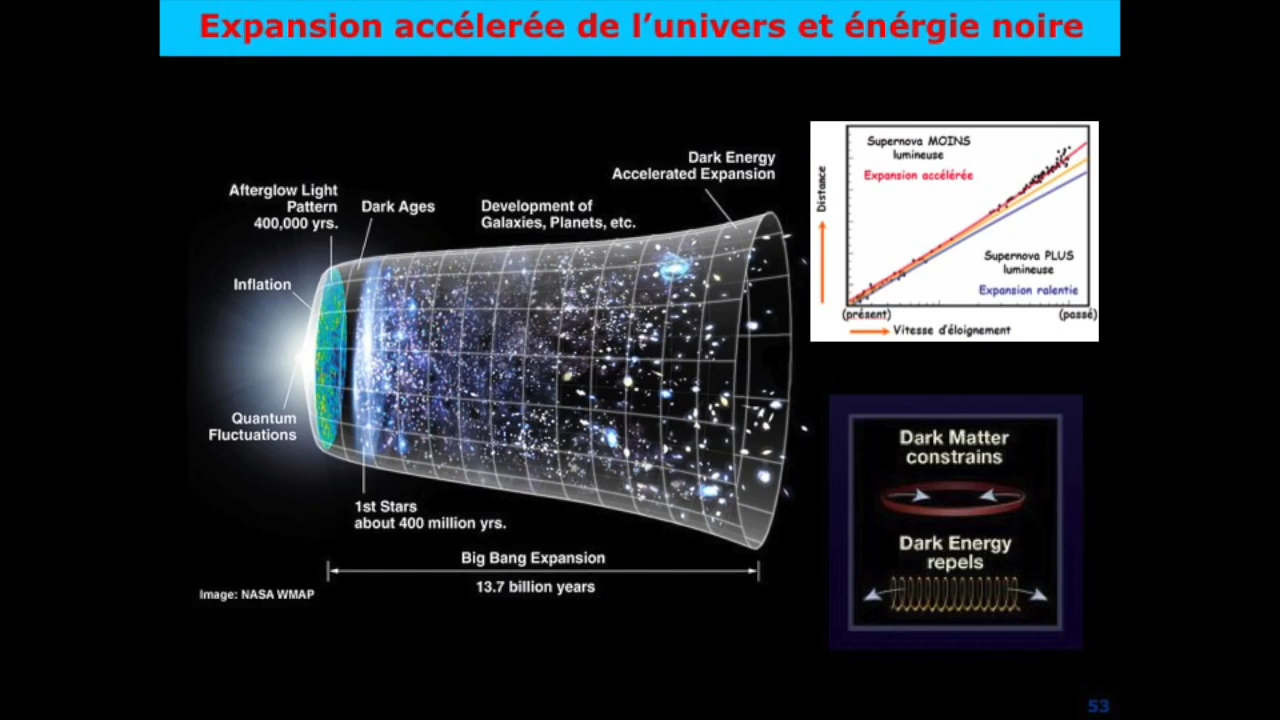 Expansion accélerée de l’univers et énérgie noire
Dark Energy
Accelerated Expansion
Afterglow Light
Pattern
400,000 yrs.
Dark Ages
Development of
Galaxies, Planets, etc.
Inflation
Quantum
Fluctuations
1st Stars
about 400 million yrs.
Big Bang Expansion
13.7 billion years
Image: NASA WMAP
Supernova MOINS
lumineuse
Expansion accélérée
Distance
Supernova PLUS
lumineuse
Expansion ralentie
(présent)
(passé)
Vitesse d'éloignement
Dark Matter
constrains
Dark Energy
repels
53